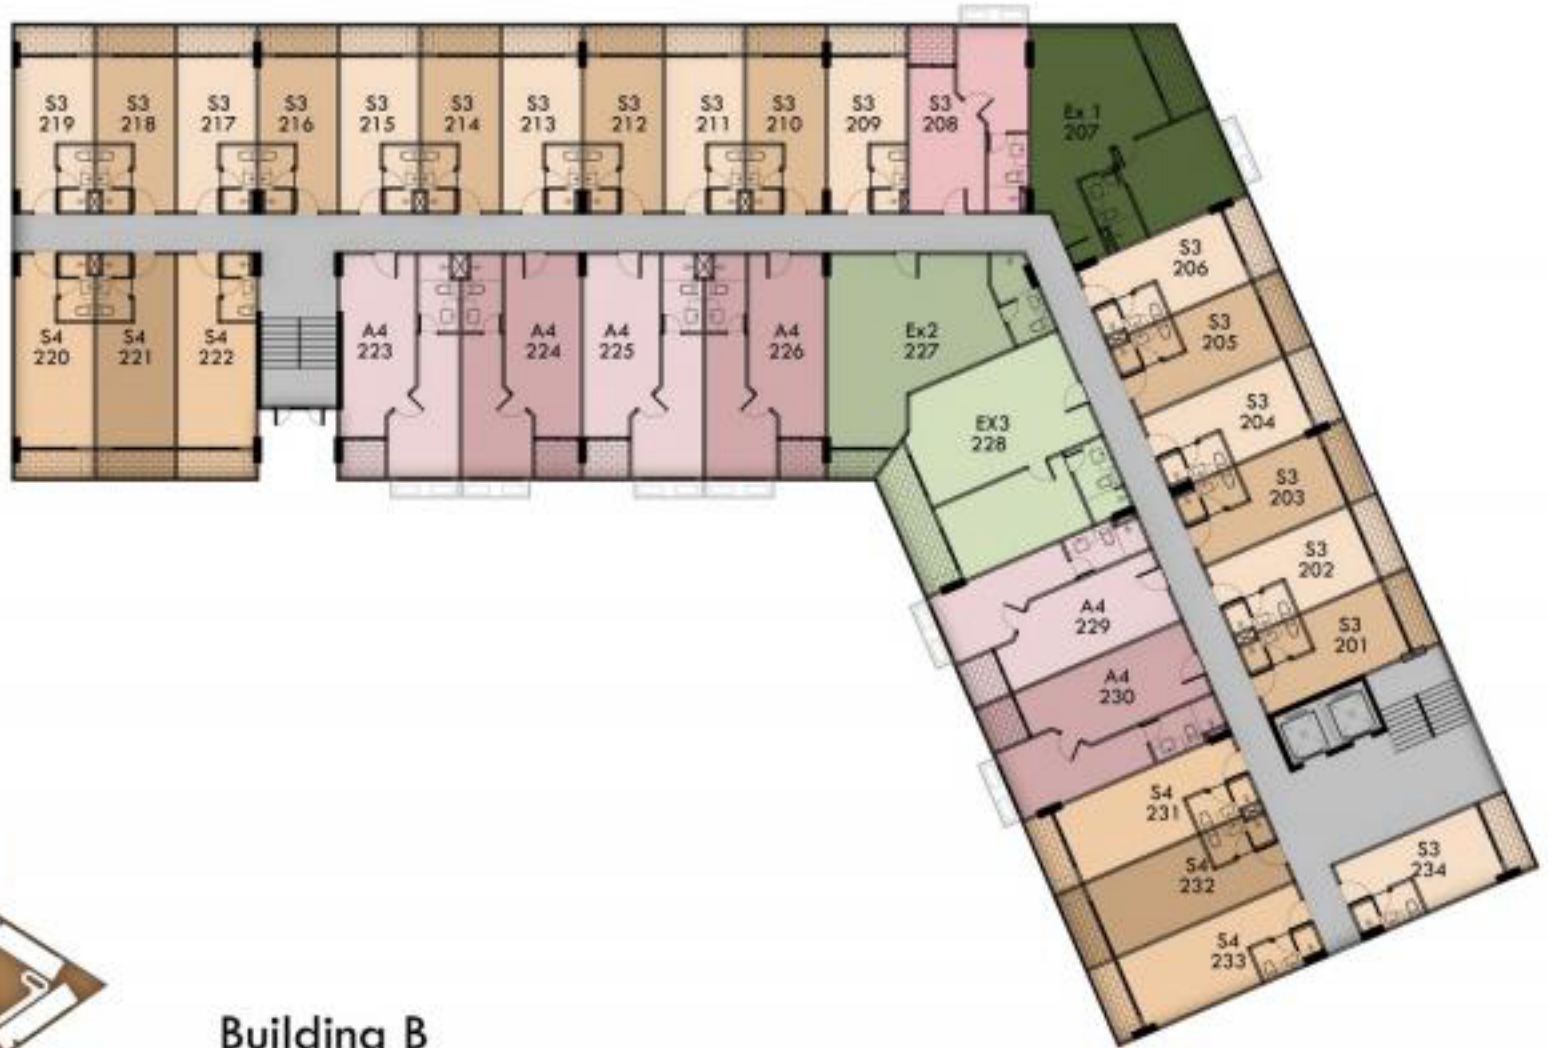 S3
219
S3
218
S3
217
S3
216
S3
215
S3
214
S3
213
S3
212
S3
211
S3
210
S3
209
S3
208
Ex 1
207
S3
206
S3
205
S3
204
S3
203
S3
202
S3
201
S4
220
S4
221
S4
222
A4
223
A4
224
A4
225
A4
226
Ex2
227
EX3
228
A4
229
A4
230
S4
231
S4
232
S4
233
S3
234
Building B